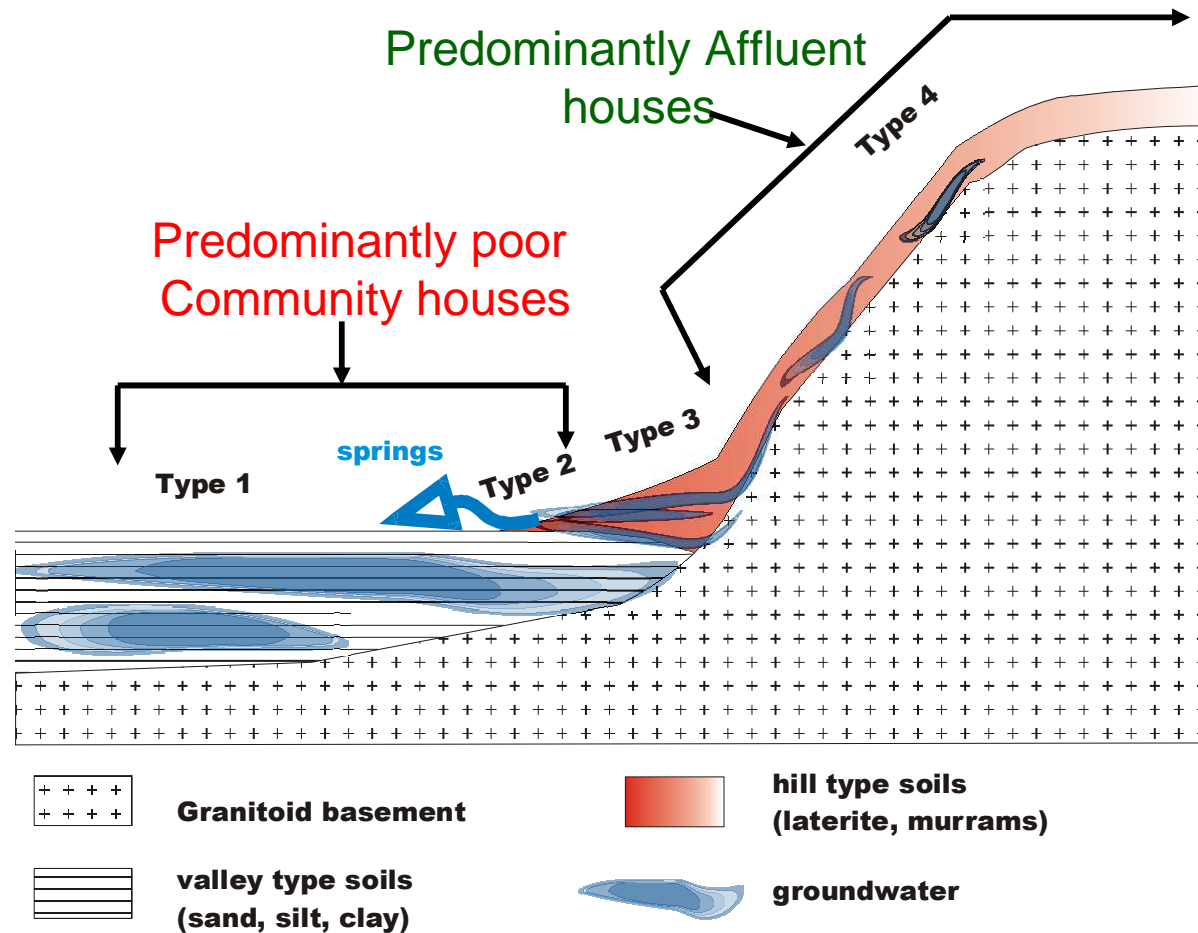 Predominantly Affluent
houses
Type 4
Predominantly poor
Community houses
Type 3
springs
Type 2
Type 1
Granitoid basement
hill type soils
(laterite, murrams)
valley type soils
(sand, silt, clay)
groundwater